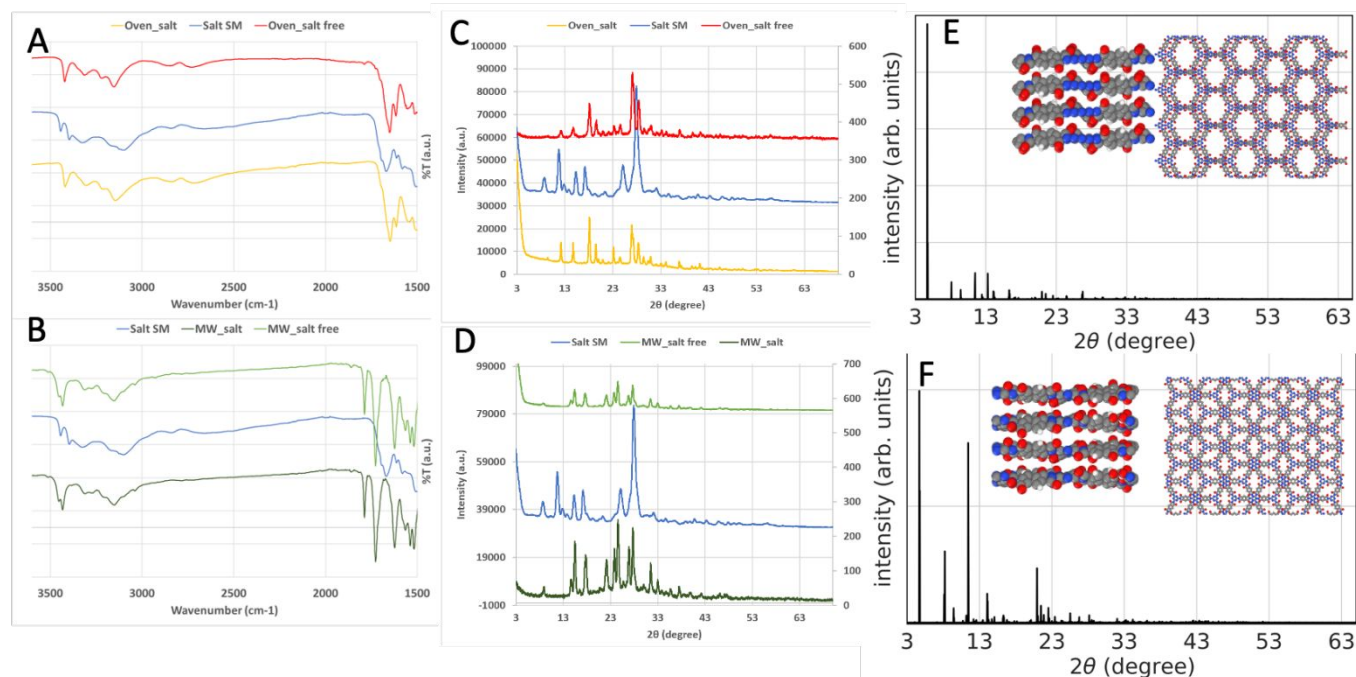 A
Oven_salt Salt SM Oven_salt free
%T (a.u.)
3500 3000 2500 2000 1500
Wavenumber (cm-1)
B
Salt SM MW_salt MW_salt free
%T (a.u.)
3500 3000 2500 2000 1500
Wavenumber (cm-1)
C
Oven_salt Salt SM Oven_salt free
Intensity (a.u.)
100000 600
90000
80000 500
70000
60000 400
50000 300
40000
30000 200
20000
10000 100
0 0
3 13 23 33 43 53 63
2θ (degree)
D
Salt SM MW_salt free MW_salt
Intensity (a.u.)
99000 700
79000 600
500
59000 400
39000 300
19000 200
100
-1000 0
3 13 23 33 43 53 63
2θ (degree)
E
intensity (arb. units)
3 13 23 33 43 53 63
2θ (degree)
F
intensity (arb. units)
3 13 23 33 43 53 63
2θ (degree)